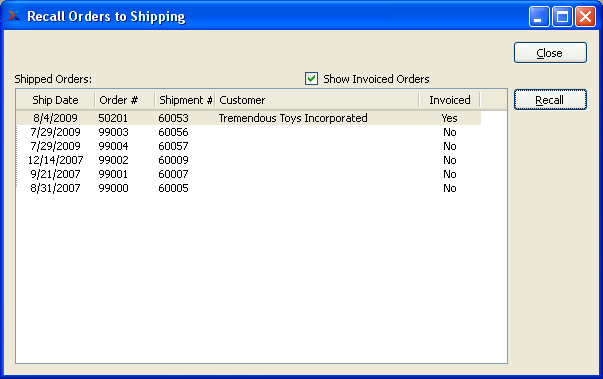 Recall Orders to Shipping
Close
Shipped Orders: Show Invoiced Orders
Recall
Ship Date Order # Shipment # Customer Invoiced
8/4/2009 50201 60053 Tremendous Toys Incorporated Yes
7/29/2009 99003 60056 No
7/29/2009 99004 60057 No
12/14/2007 99002 60009 No
9/21/2007 99001 60007 No
8/31/2007 99000 60005 No